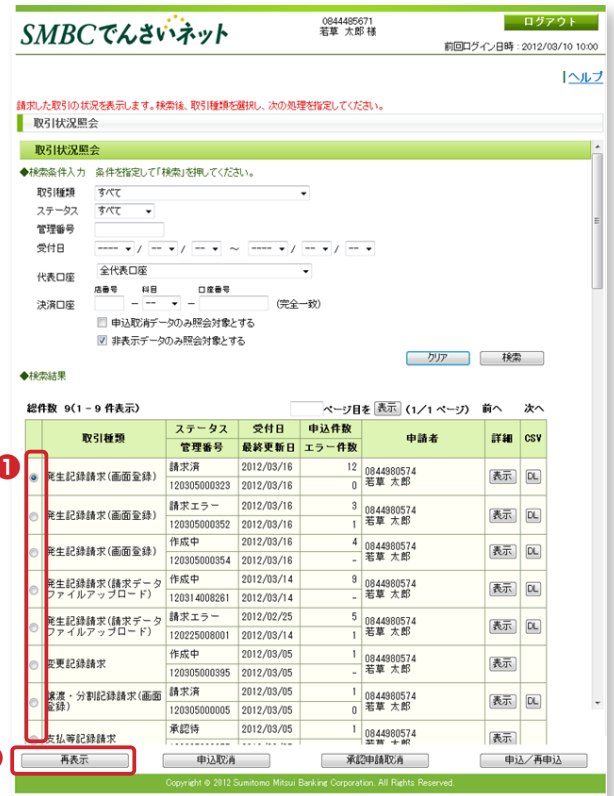 SMBCでんさいネット
0844485671
若草 太郎 様
ログアウト
前回ログイン日時 : 2012/03/10 10:00
ヘルプ
請求した取引の状況を表示します。検索後、取引種類を選択し、次の処理を指定してください。
取引状況照会
取引状況照会
◆検索条件入力 条件を指定して「検索」を押してください。
取引種類 すべて
ステータス すべて
管理番号
受付日 ---- / -- / -- ～ ---- / -- / --
代表口座 全代表口座
店番号 科目 口座番号
決済口座 - -- - (完全一致)
申込取消データのみ照会対象とする
非表示データのみ照会対象とする
クリア 検索
◆検索結果
総件数 9(1 - 9 件表示) ページ目を 表示 (1／1 ページ) 前へ 次へ
取引種類 ステータス 受付日 申込件数 申請者 詳細 CSV
管理番号 最終更新日 エラー件数
1
発生記録請求(画面登録) 請求済 2012/03/16 12 0844980574 表示 DL
120305000323 2012/03/16 0 若草 太郎
発生記録請求(画面登録) 請求エラー 2012/03/16 3 0844980574 表示 DL
120305000352 2012/03/16 1 若草 太郎
発生記録請求(画面登録) 作成中 2012/03/16 4 0844980574 表示 DL
120305000354 2012/03/16 - 若草 太郎
発生記録請求(請求データ 作成中 2012/03/14 9 0844980574 表示 DL
ファイルアップロード) 120314008261 2012/03/14 - 若草 太郎
発生記録請求(請求データ 請求エラー 2012/02/25 5 0844980574 表示 DL
ファイルアップロード) 120225008001 2012/03/14 1 若草 太郎
変更記録請求 作成中 2012/03/05 1 0844980574 表示
120305000395 2012/03/05 - 若草 太郎
譲渡・分割記録請求(画面 請求済 2012/03/05 1 0844980574 表示 DL
登録) 120305000005 2012/03/05 0 若草 太郎
支払等記録請求 承認待 2012/03/05 1 0844980574 表示
若草 太郎
再表示 申込取消 承認申請取消 申込／再申込
Copyright © 2012 Sumitomo Mitsui Banking Corporation. All Rights Reserved.